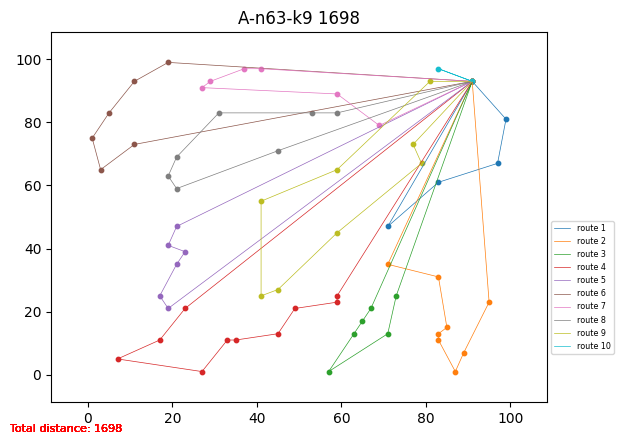 A-n63-k9 1698
100
80
60
40
20
0
0 20 40 60 80 100
route 1
route 2
route 3
route 4
route 5
route 6
route 7
route 8
route 9
route 10
Total distance: 1698